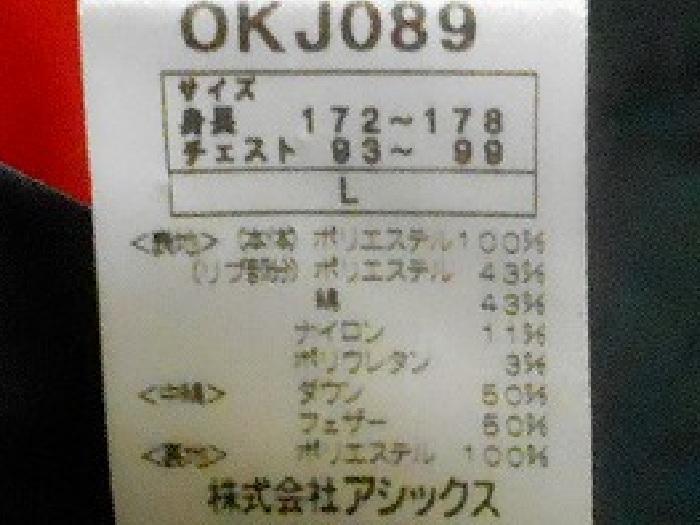 OKJ089
サイズ
身長 172~178
チェスト 93~ 99
L
<表地> (本体) ポリエステル 100%
(リブ部分) ポリエステル 43%
綿 43%
ナイロン 11%
ポリウレタン 3%
<中綿> ダウン 50%
フェザー 50%
<裏地> ポリエステル 100%
株式会社アシックス